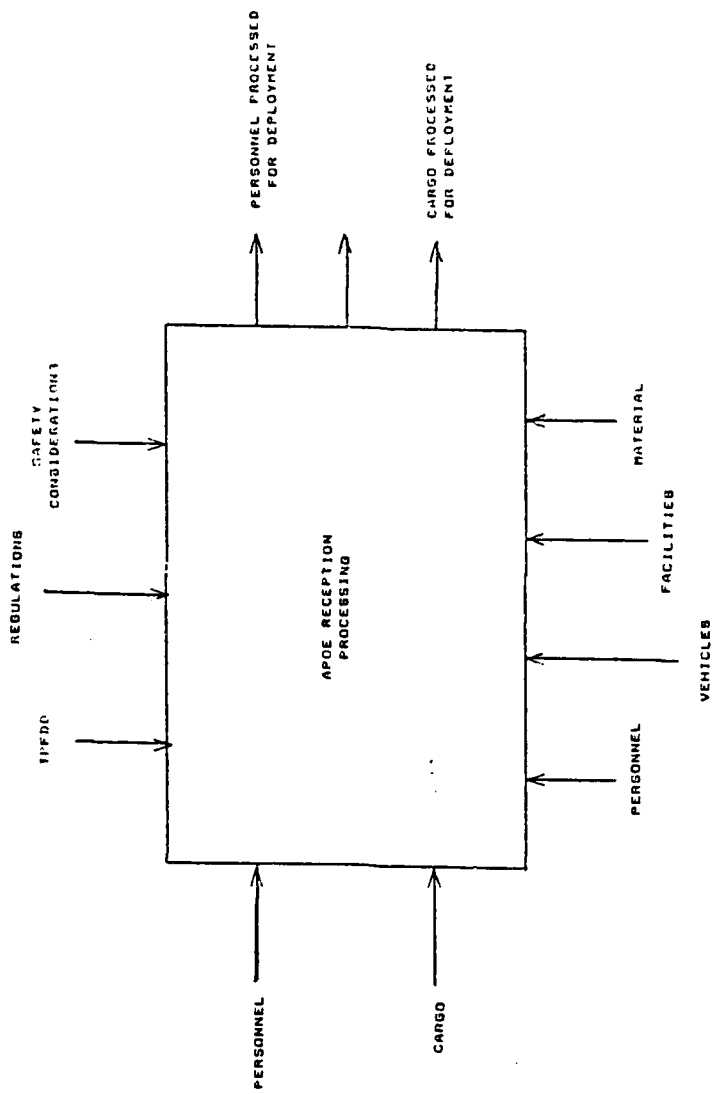 REGULATIONS
TPFDD
SAFETY
CONSIDERATIONS
PERSONNEL
PERSONNEL PROCESSED
FOR DEPLOYMENT
APOE RECEPTION
PROCESSING
CARGO
CARGO PROCESSED
FOR DEPLOYMENT
PERSONNEL
VEHICLES
FACILITIES
MATERIAL